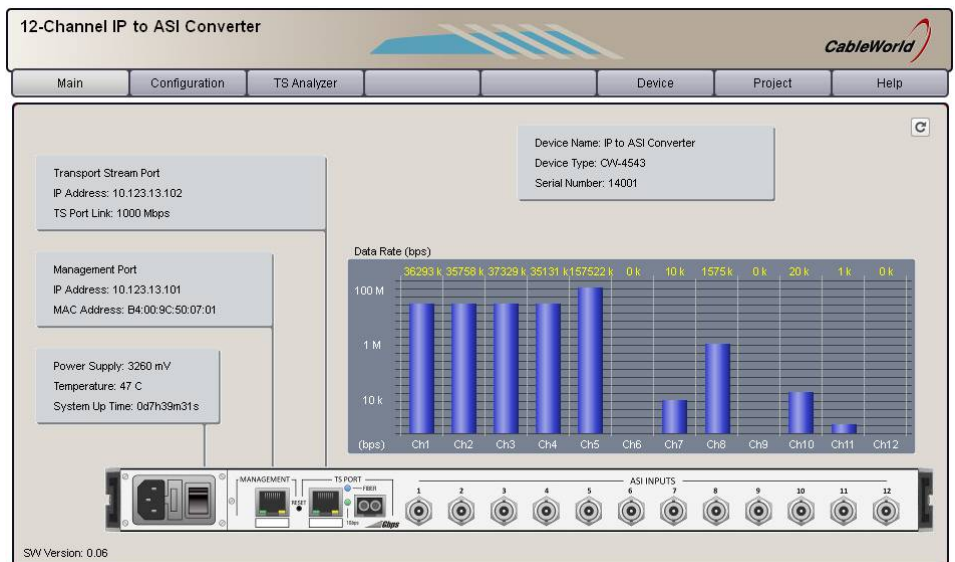 12-Channel IP to ASI Converter
CableWorld
Main Configuration TS Analyzer Device Project Help
Device Name: IP to ASI Converter
Device Type: CW-4543
Serial Number: 14001
Transport Stream Port
IP Address: 10.123.13.102
TS Port Link: 1000 Mbps
Management Port
IP Address: 10.123.13.101
MAC Address: B4:00:9C:50:07:01
Power Supply: 3260 mV
Temperature: 47 C
System Up Time: 0d7h39m31s
Data Rate (bps)
36293 k 35758 k 37329 k 35131 k 157522 k 0 k 10 k 1575 k 0 k 20 k 1 k 0 k
100 M
1 M
10 k
(bps) Ch1 Ch2 Ch3 Ch4 Ch5 Ch6 Ch7 Ch8 Ch9 Ch10 Ch11 Ch12
MANAGEMENT TS PORT ASI INPUTS
FIBER
RESET
1Gbps
Gbps
1 2 3 4 5 6 7 8 9 10 11 12
SW Version: 0.06